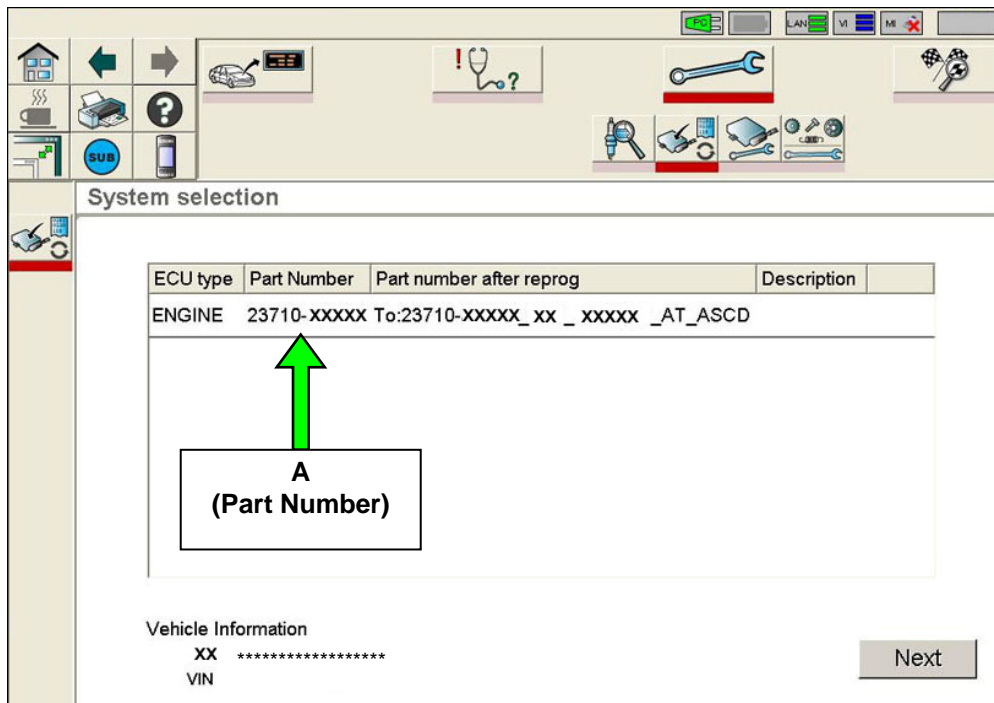 PC LAN VI MI
! ?
?
SUB
System selection
ECU type Part Number Part number after reprog Description
ENGINE 23710-XXXXX To:23710-XXXXX_ XX _ XXXXX _AT_ASCD
A
(Part Number)
Vehicle Information
XX ******************
VIN
Next